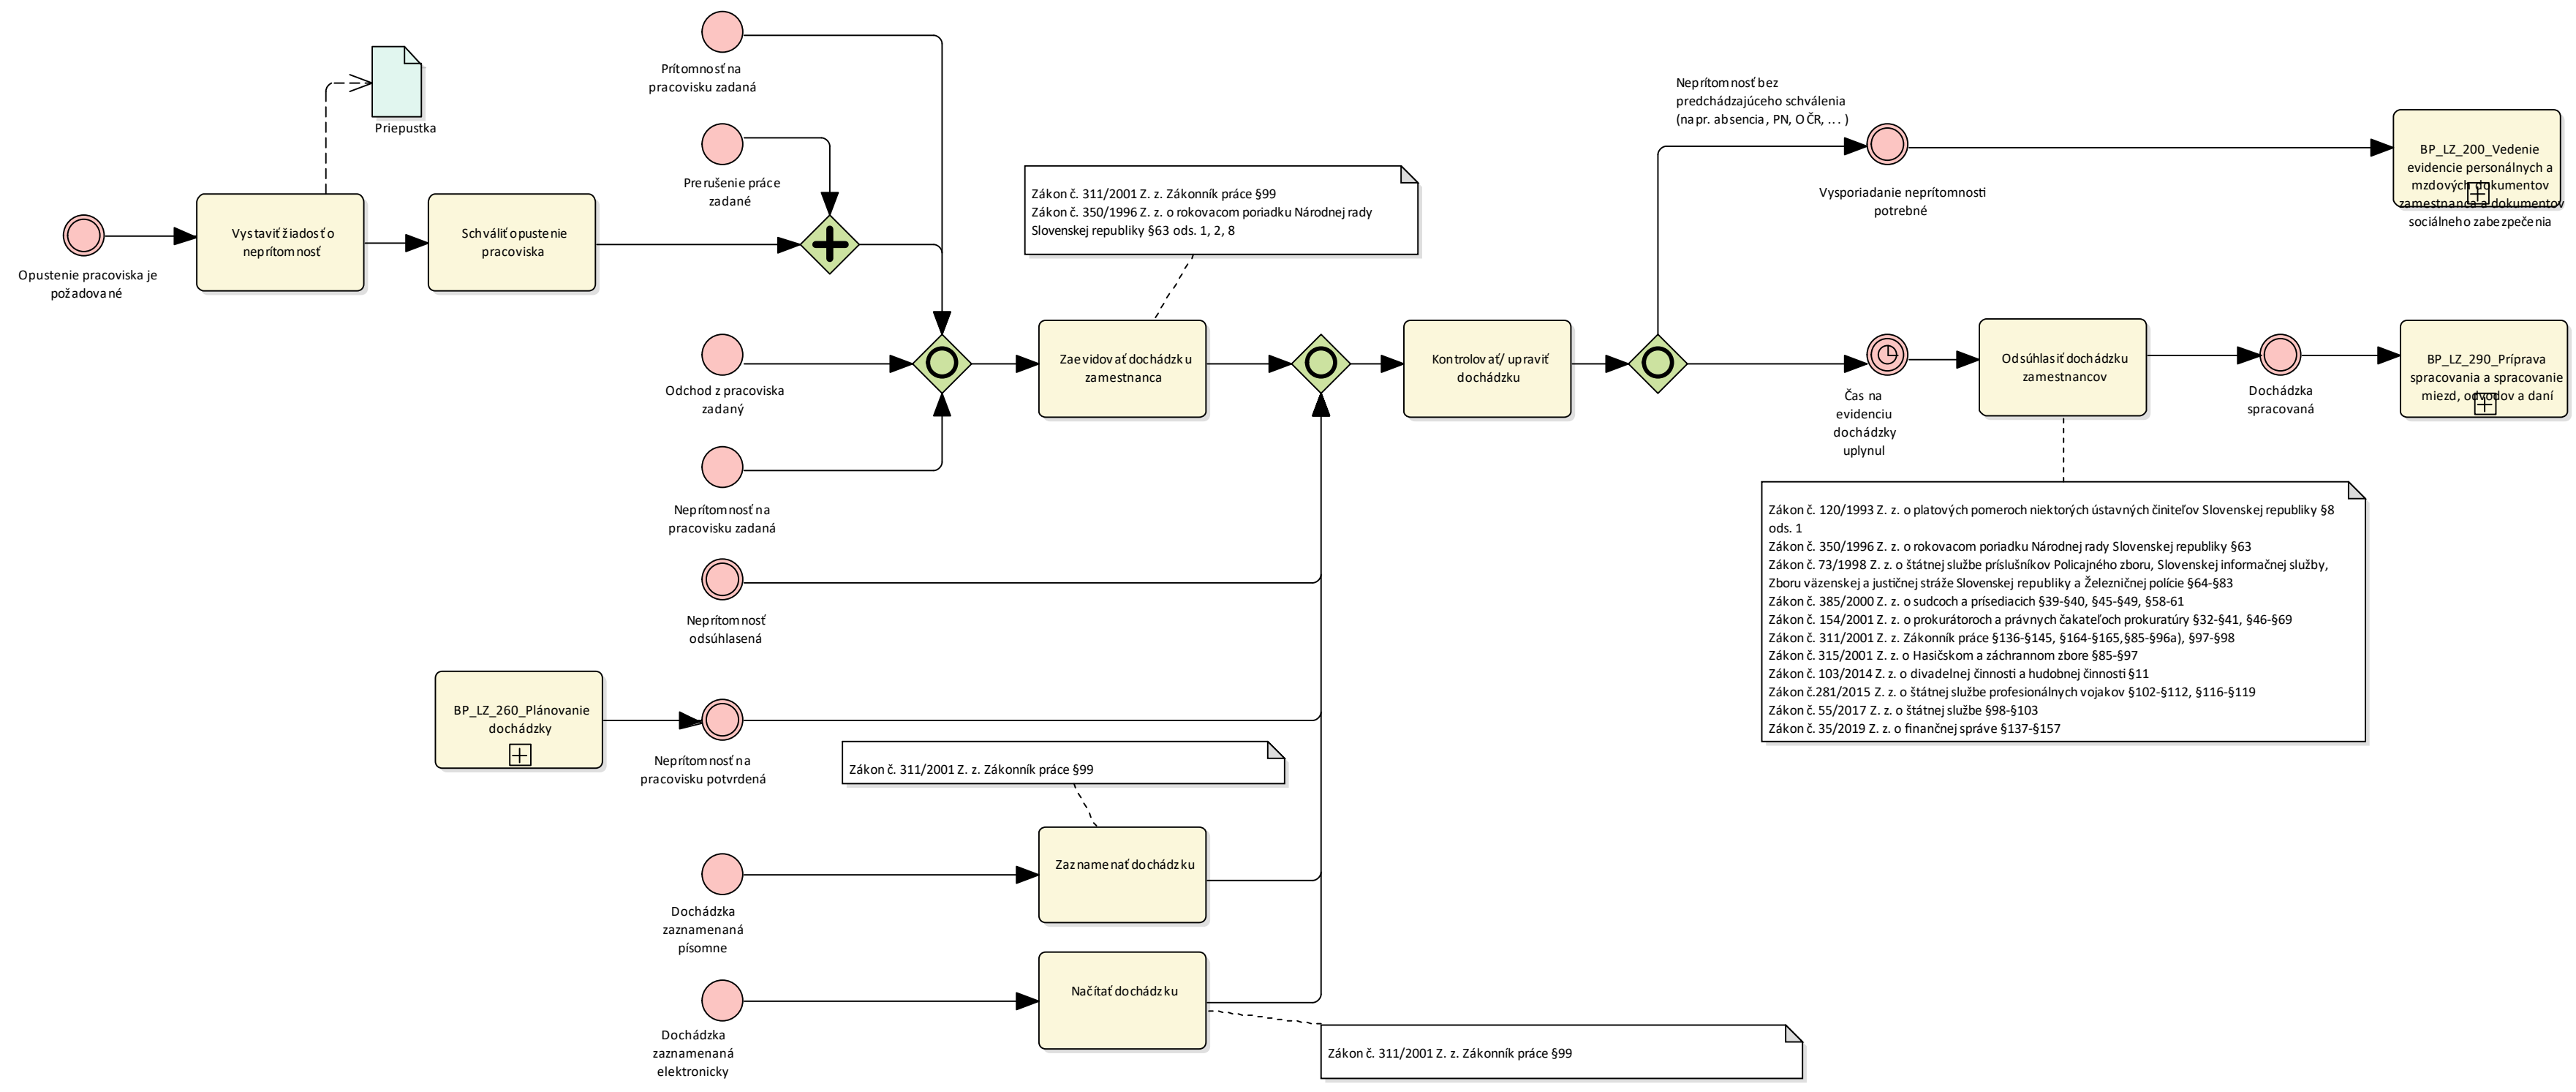 Prítomnosť na
pracovisku zadaná
Priepustka
Prerušenie práce
zadané
Opustenie pracoviska je
požadované
Vystaviť žiadosť o
neprítomnosť
Schváliť opustenie
pracoviska
Zákon č. 311/2001 Z. z. Zákonník práce §99
Zákon č. 350/1996 Z. z. o rokovacom poriadku Národnej rady
Slovenskej republiky §63 ods. 1, 2, 8
Neprítomnosť bez
predchádzajúceho schválenia
(napr. absencia, PN, OČR, ... )
Vysporiadanie neprítomnosti
potrebné
BP_LZ_200_Vedenie
evidencie personálnych a
mzdových dokumentov
zamestnanca a dokumentov
sociálneho zabezpečenia
Odchod z pracoviska
zadaný
Zaevidovať dochádzku
zamestnanca
Kontrolovať/upraviť
dochádzku
Čas na
evidenciu
dochádzky
uplynul
Odsúhlasiť dochádzku
zamestnancov
Dochádzka
spracovaná
BP_LZ_290_Príprava
spracovania a spracovanie
miezd, odvodov a daní
Neprítomnosť na
pracovisku zadaná
Zákon č. 120/1993 Z. z. o platových pomeroch niektorých ústavných činiteľov Slovenskej republiky §8
ods. 1
Zákon č. 350/1996 Z. z. o rokovacom poriadku Národnej rady Slovenskej republiky §63
Zákon č. 73/1998 Z. z. o štátnej službe príslušníkov Policajného zboru, Slovenskej informačnej služby,
Zboru väzenskej a justičnej stráže Slovenskej republiky a Železničnej polície §64-§83
Zákon č. 385/2000 Z. z. o sudcoch a prísediacich §39-§40, §45-§49, §58-61
Zákon č. 154/2001 Z. z. o prokurátoroch a právnych čakateľoch prokuratúry §32-§41, §46-§69
Zákon č. 311/2001 Z. z. Zákonník práce §136-§145, §164-§165,§85-§96a), §97-§98
Zákon č. 315/2001 Z. z. o Hasičskom a záchrannom zbore §85-§97
Zákon č. 103/2014 Z. z. o divadelnej činnosti a hudobnej činnosti §11
Zákon č.281/2015 Z. z. o štátnej službe profesionálnych vojakov §102-§112, §116-§119
Zákon č. 55/2017 Z. z. o štátnej službe §98-§103
Zákon č. 35/2019 Z. z. o finančnej správe §137-§157
Neprítomnosť
odsúhlasená
BP_LZ_260_Plánovanie
dochádzky
Neprítomnosť na
pracovisku potvrdená
Zákon č. 311/2001 Z. z. Zákonník práce §99
Zaznamenať dochádzku
Dochádzka
zaznamenaná
písomne
Načítať dochádzku
Dochádzka
zaznamenaná
elektronicky
Zákon č. 311/2001 Z. z. Zákonník práce §99